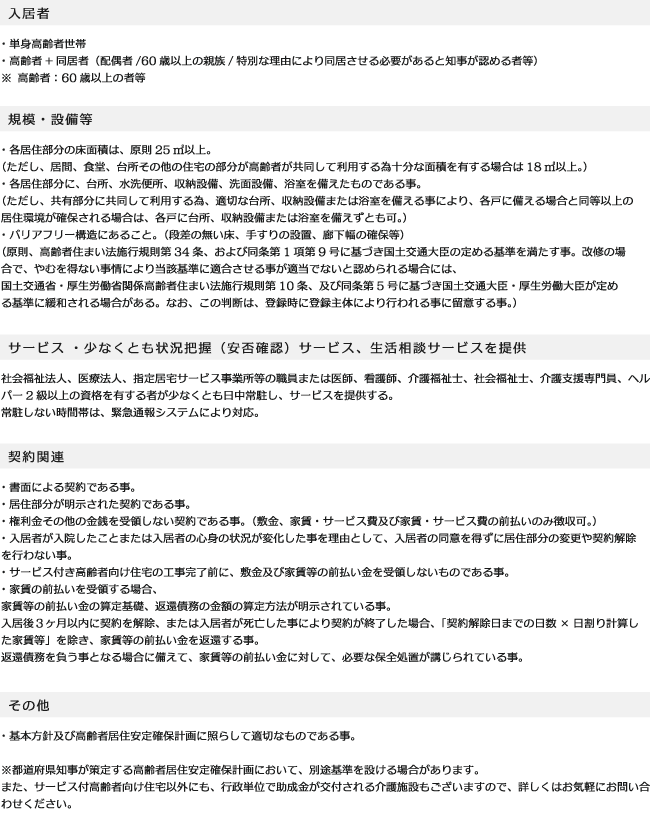 入居者
・単身高齢者世帯
・高齢者+同居者（配偶者/60歳以上の親族/特別な理由により同居させる必要があると知事が認める者等）
※ 高齢者：60歳以上の者等
規模・設備等
・各居住部分の床面積は、原則25㎡以上。
（ただし、居間、食堂、台所その他の住宅の部分が高齢者が共同して利用する為十分な面積を有する場合は18㎡以上。）
・各居住部分に、台所、水洗便所、収納設備、洗面設備、浴室を備えたものである事。
（ただし、共有部分に共同して利用する為、適切な台所、収納設備または浴室を備える事により、各戸に備える場合と同等以上の
居住環境が確保される場合は、各戸に台所、収納設備または浴室を備えずとも可。）
・バリアフリー構造にあること。（段差の無い床、手すりの設置、廊下幅の確保等）
（原則、高齢者住まい法施行規則第34条、および同条第1項第9号に基づき国土交通大臣の定める基準を満たす事。改修の場
合で、やむを得ない事情により当該基準に適合させる事が適当でないと認められる場合には、
国土交通省・厚生労働省関係高齢者住まい法施行規則第10条、及び同条第5号に基づき国土交通大臣・厚生労働大臣が定め
る基準に緩和される場合がある。なお、この判断は、登録時に登録主体により行われる事に留意する事。）
サービス ・少なくとも状況把握（安否確認）サービス、生活相談サービスを提供
社会福祉法人、医療法人、指定居宅サービス事業所等の職員または医師、看護師、介護福祉士、社会福祉士、介護支援専門員、ヘル
パー2級以上の資格を有する者が少なくとも日中常駐し、サービスを提供する。
常駐しない時間帯は、緊急通報システムにより対応。
契約関連
・書面による契約である事。
・居住部分が明示された契約である事。
・権利金その他の金銭を受領しない契約である事。（敷金、家賃・サービス費及び家賃・サービス費の前払いのみ徴収可。）
・入居者が入院したことまたは入居者の心身の状況が変化した事を理由として、入居者の同意を得ずに居住部分の変更や契約解除
を行わない事。
・サービス付き高齢者向け住宅の工事完了前に、敷金及び家賃等の前払い金を受領しないものである事。
・家賃の前払いを受領する場合、
家賃等の前払い金の算定基礎、返還債務の金額の算定方法が明示されている事。
入居後3ヶ月以内に契約を解除、または入居者が死亡した事により契約が終了した場合、「契約解除日までの日数 × 日割り計算し
た家賃等」を除き、家賃等の前払い金を返還する事。
返還債務を負う事となる場合に備えて、家賃等の前払い金に対して、必要な保全処置が講じられている事。
その他
・基本方針及び高齢者居住安定確保計画に照らして適切なものである事。
※都道府県知事が策定する高齢者居住安定確保計画において、別途基準を設ける場合があります。
また、サービス付高齢者向け住宅以外にも、行政単位で助成金が交付される介護施設もございますので、詳しくはお気軽にお問い合
わせください。